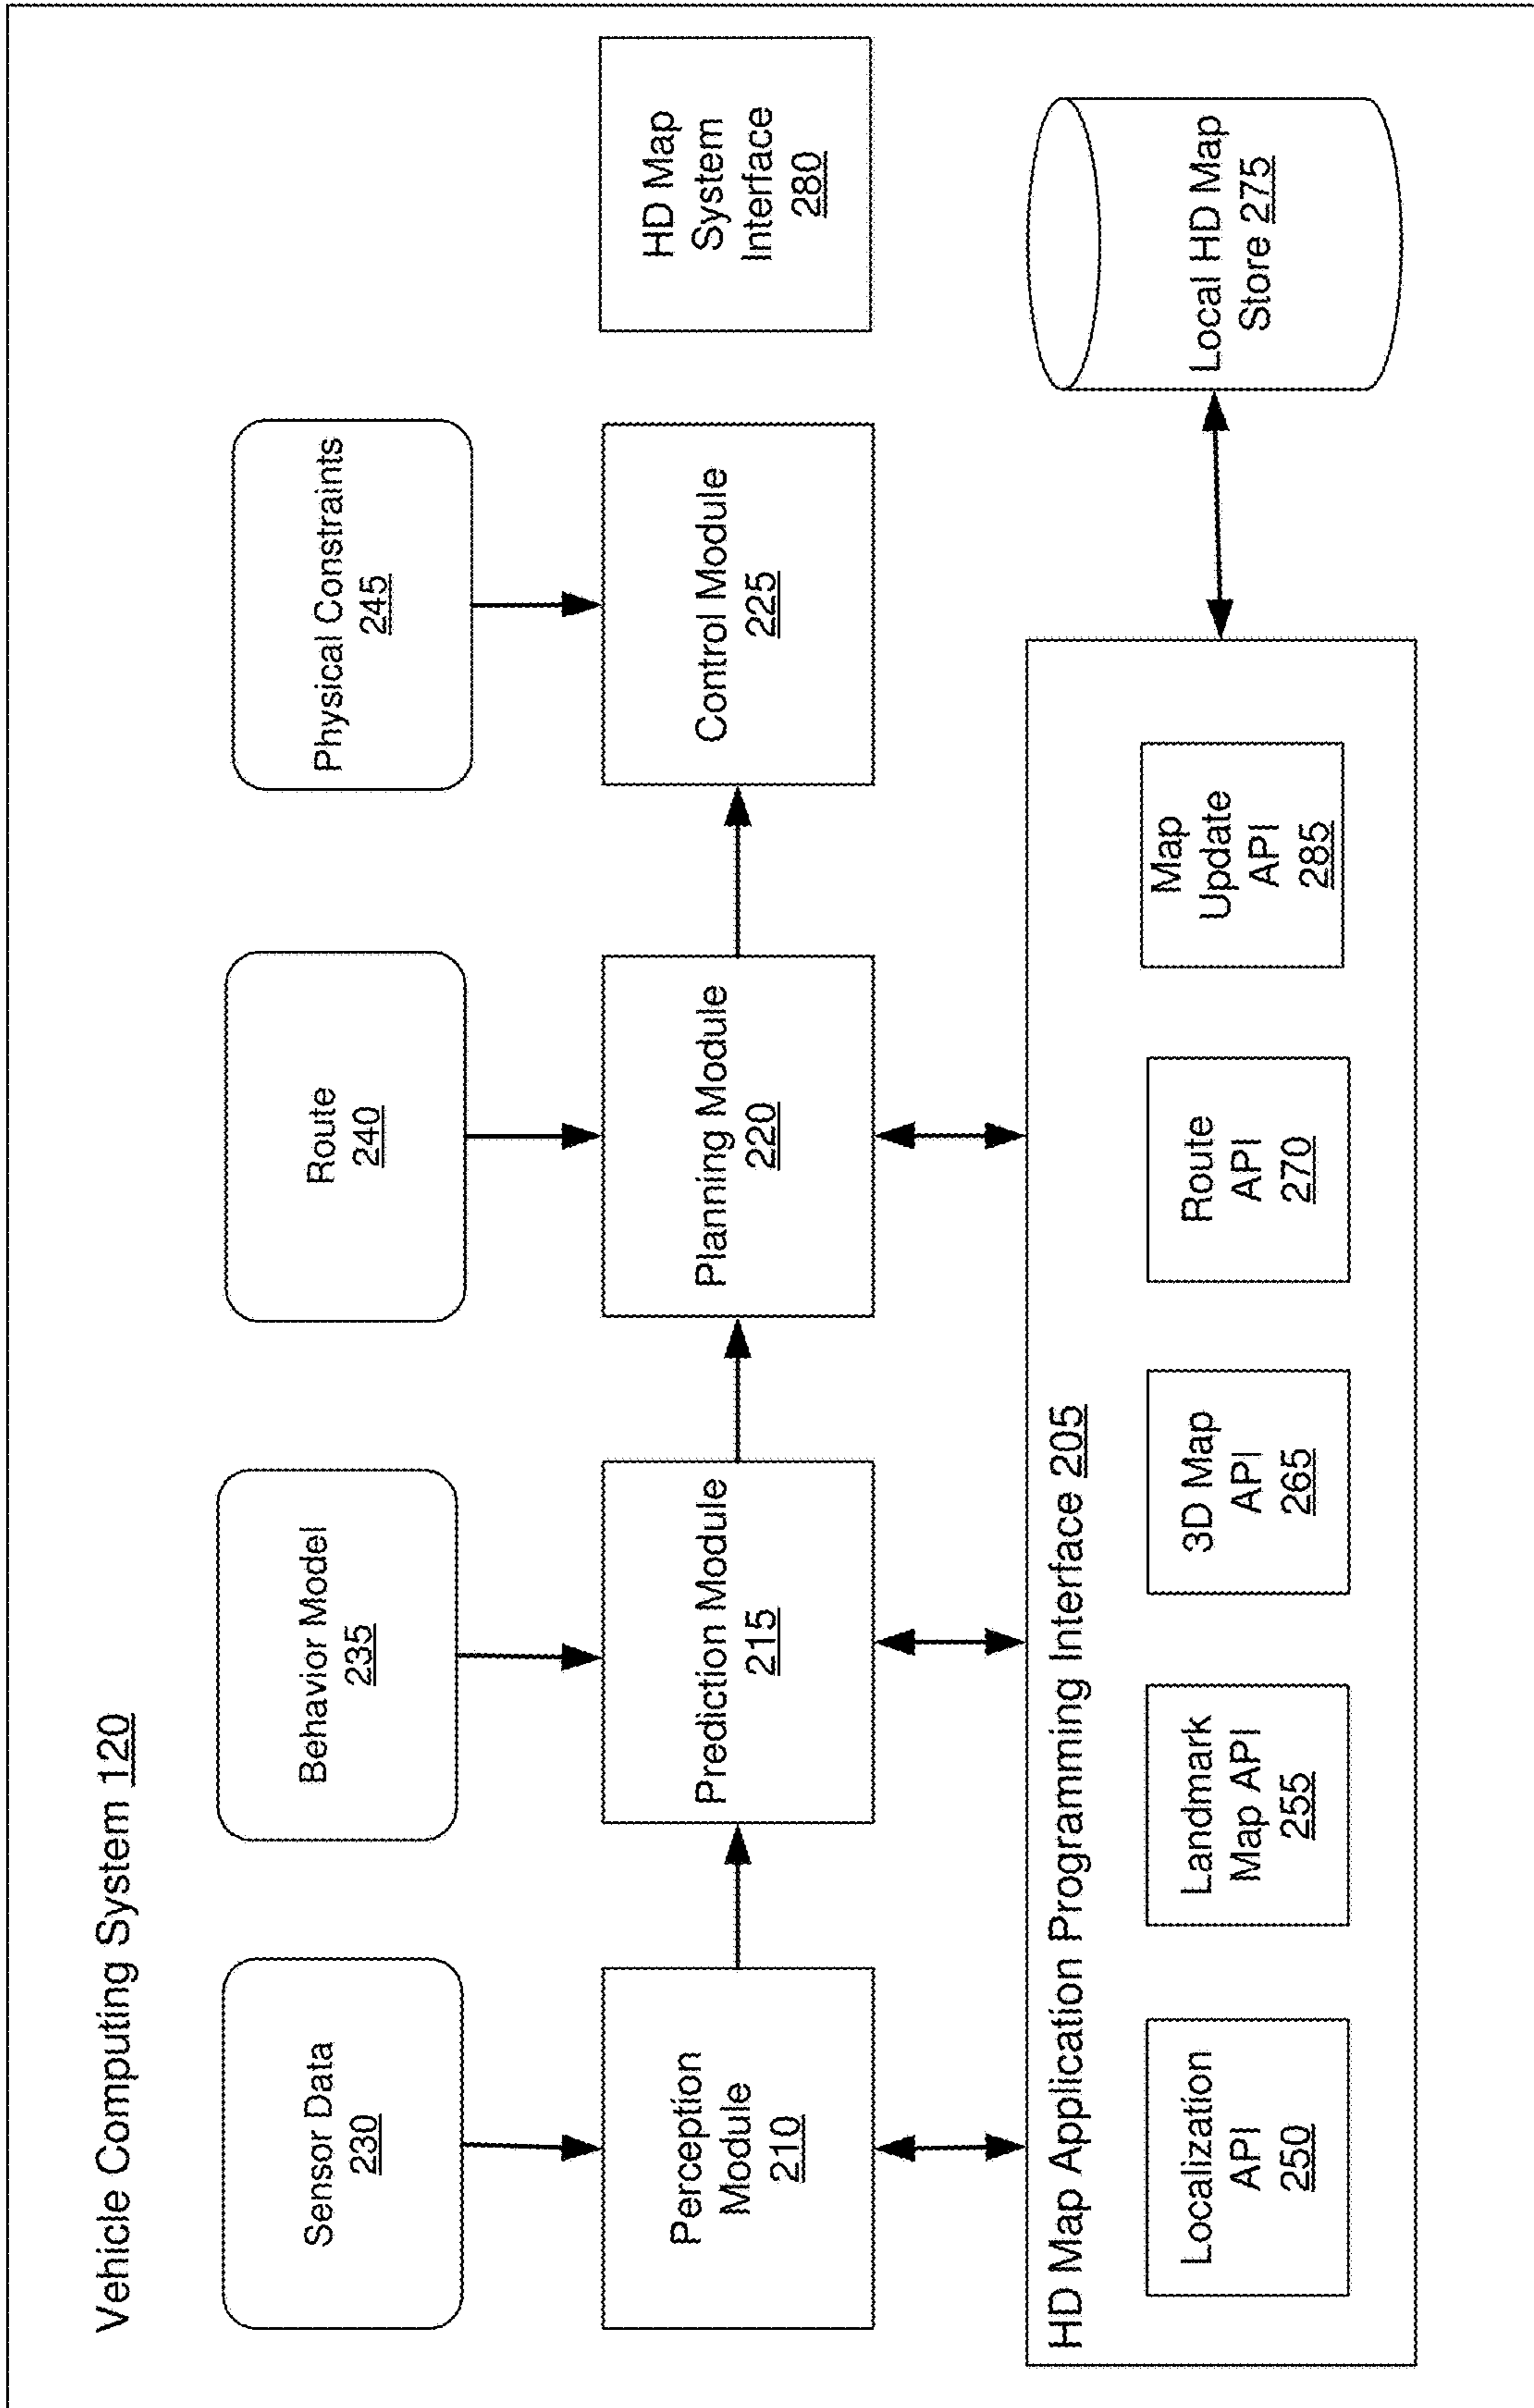 Vehicle Computing System 120
Sensor Data
230
Behavior Model
235
Route
240
Physical Constraints
245
Perception
Module
210
Prediction Module
215
Planning Module
220
Control Module
225
HD Map
System
Interface
280
HD Map Application Programming Interface 205
Localization
API
250
Landmark
Map API
255
3D Map
API
265
Route
API
270
Map
Update
API
285
Local HD Map
Store 275